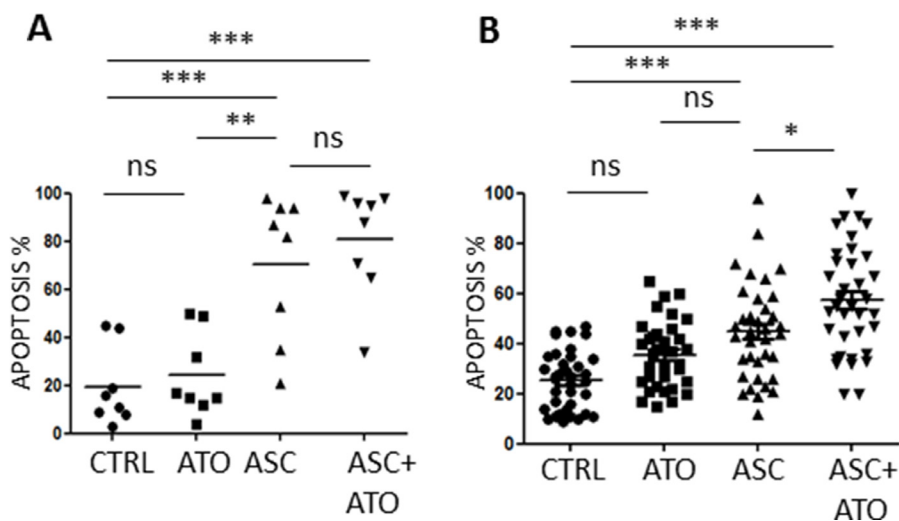 A
***
***
**
ns
ns
APOPTOSIS %
100
80
60
40
20
0
CTRL
ATO
ASC
ASC+
ATO
B
***
***
ns
*
ns
APOPTOSIS %
100
80
60
40
20
0
CTRL
ATO
ASC
ASC+
ATO